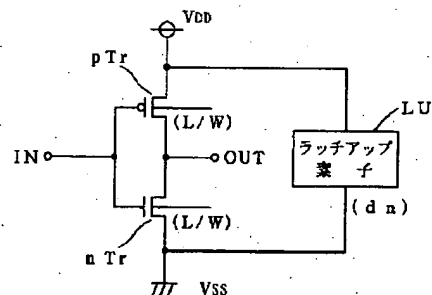 VDD
pTr
LU
(L/W)
IN
OUT
ラッチアップ
素 子
(L/W)
(dn)
nTr
VSS